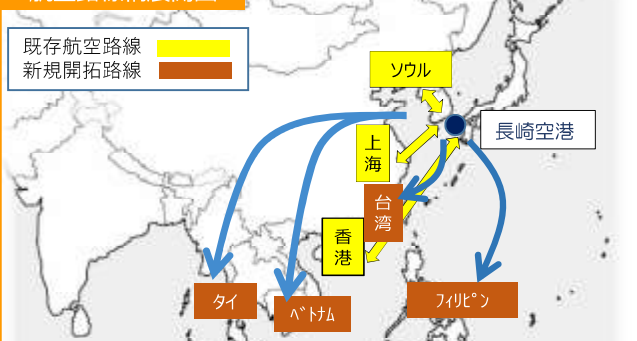 既存航空路線
新規開拓路線
ソウル
長崎空港
上海
台湾
香港
タイ
ﾍﾞﾄﾅﾑ
ﾌｨﾘﾋﾟﾝ